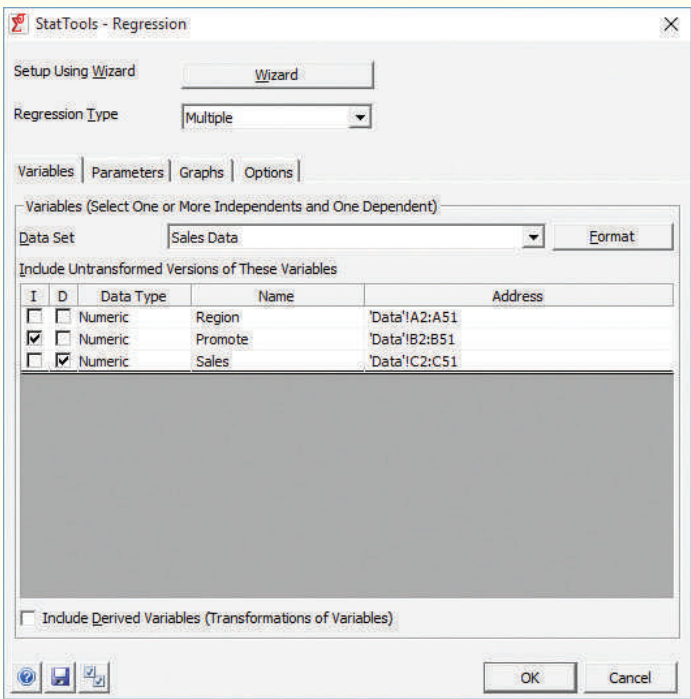 StatTools - Regression
Setup Using Wizard
Wizard
Regression Type
Multiple
Variables Parameters Graphs Options
Variables (Select One or More Independents and One Dependent)
Data Set
Sales Data
Format
Include Untransformed Versions of These Variables
I D Data Type Name Address
Numeric Region 'Data'!A2:A51
Numeric Promote 'Data'!B2:B51
Numeric Sales 'Data'!C2:C51
Include Derived Variables (Transformations of Variables)
OK Cancel